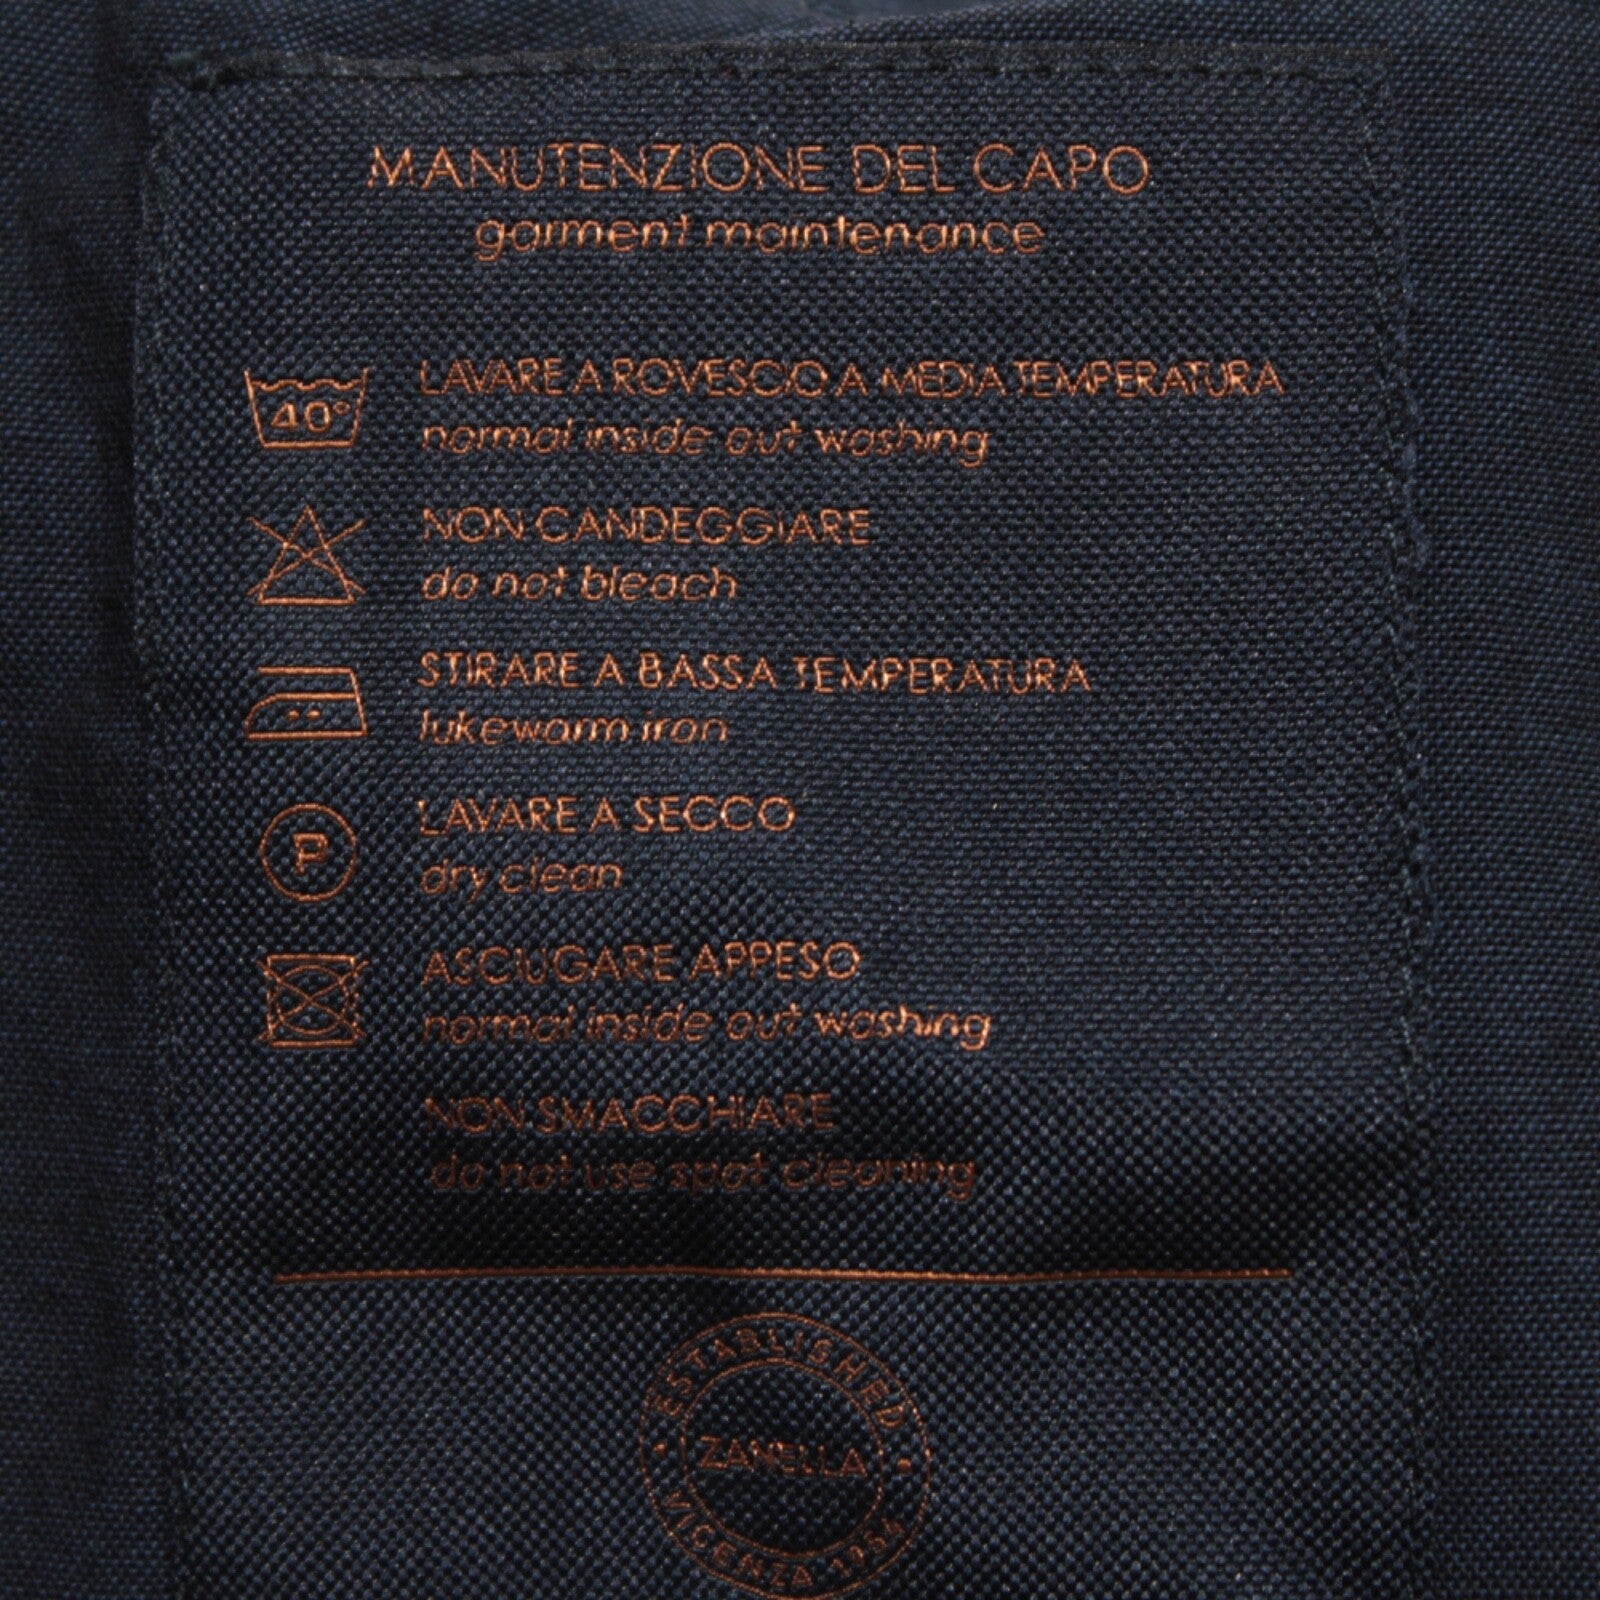 MANUTENZIONE DEL CAPO
garment maintenance
40°
LAVARE A ROVESCIO A MEDIA TEMPERATURA
normal inside out washing
NON CANDEGGIARE
do not bleach
STIRARE A BASSA TEMPERATURA
lukewarm iron
P
LAVARE A SECCO
dry clean
ASCIUGARE APPESO
normal inside out washing
NON SMACCHIARE
do not use spot cleaning
ESTABLISHED
ZANELLA
VICENZA 1954